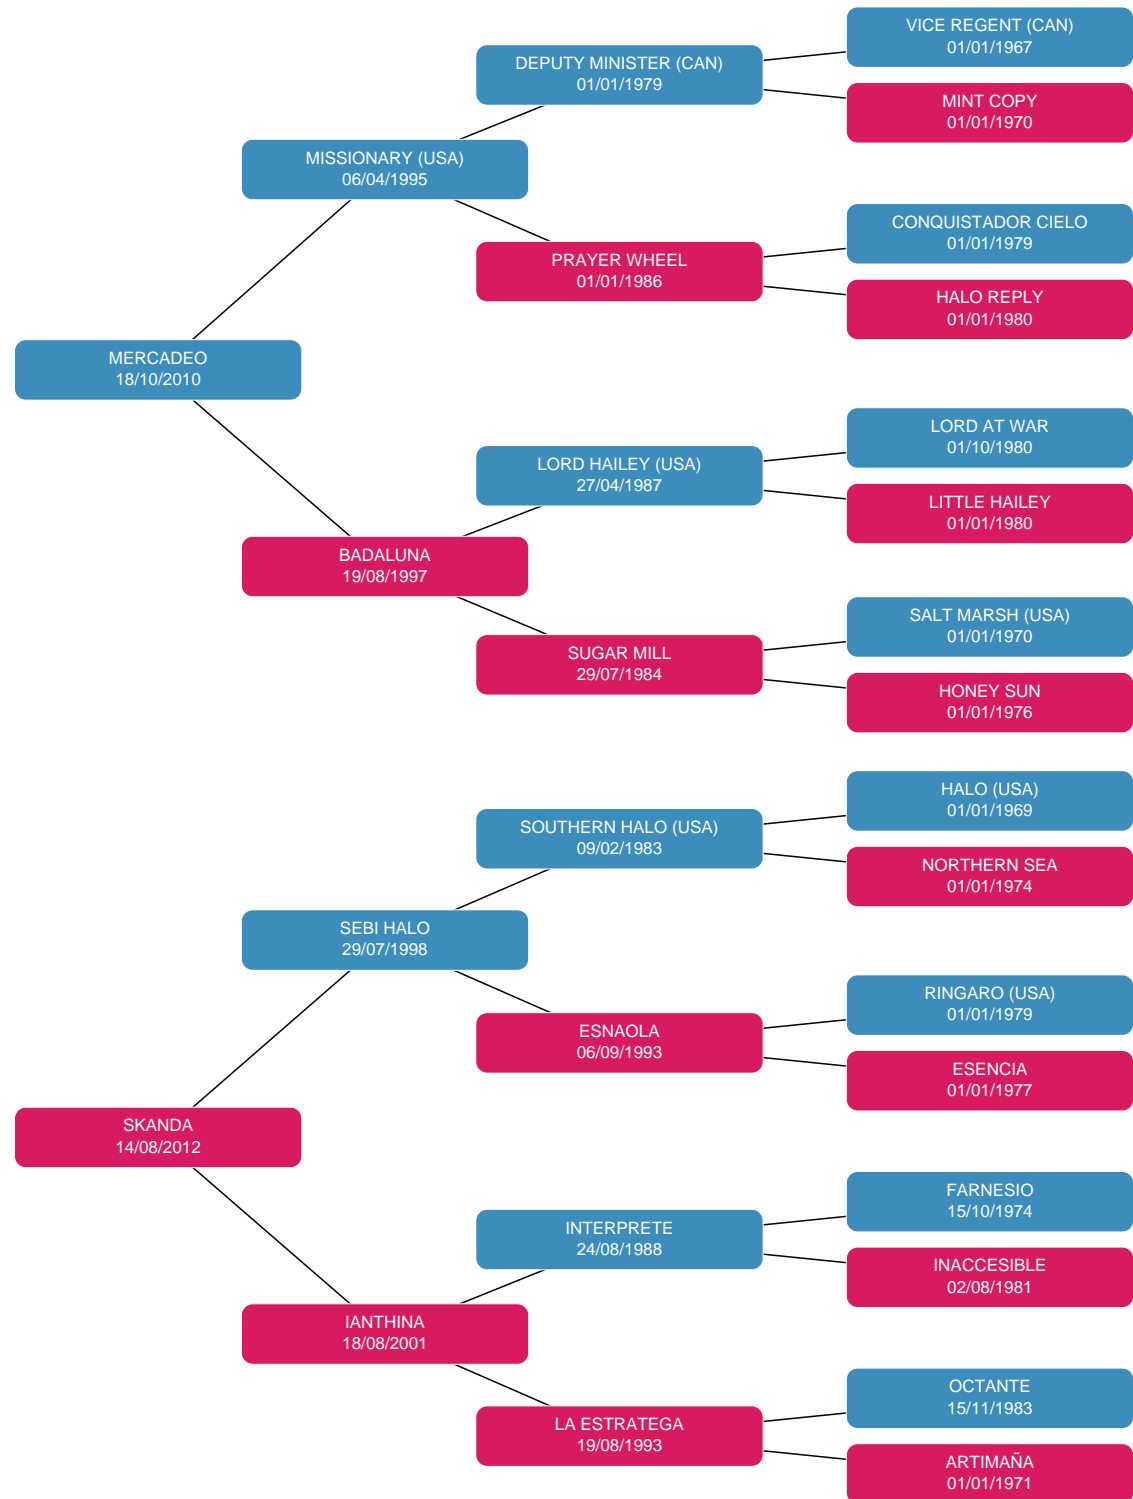 VICE REGENT (CAN)
01/01/1967
DEPUTY MINISTER (CAN)
01/01/1979
MINT COPY
01/01/1970
MISSIONARY (USA)
06/04/1995
CONQUISTADOR CIELO
01/01/1979
PRAYER WHEEL
01/01/1986
HALO REPLY
01/01/1980
MERCADEO
18/10/2010
LORD AT WAR
01/10/1980
LORD HAILEY (USA)
27/04/1987
LITTLE HAILEY
01/01/1980
BADALUNA
19/08/1997
SALT MARSH (USA)
01/01/1970
SUGAR MILL
29/07/1984
HONEY SUN
01/01/1976
HALO (USA)
01/01/1969
SOUTHERN HALO (USA)
09/02/1983
NORTHERN SEA
01/01/1974
SEBI HALO
29/07/1998
RINGARO (USA)
01/01/1979
ESNAOLA
06/09/1993
ESENCIA
01/01/1977
SKANDA
14/08/2012
FARNESIO
15/10/1974
INTERPRETE
24/08/1988
INACCESIBLE
02/08/1981
IANTHINA
18/08/2001
OCTANTE
15/11/1983
LA ESTRATEGA
19/08/1993
ARTIMAÑA
01/01/1971